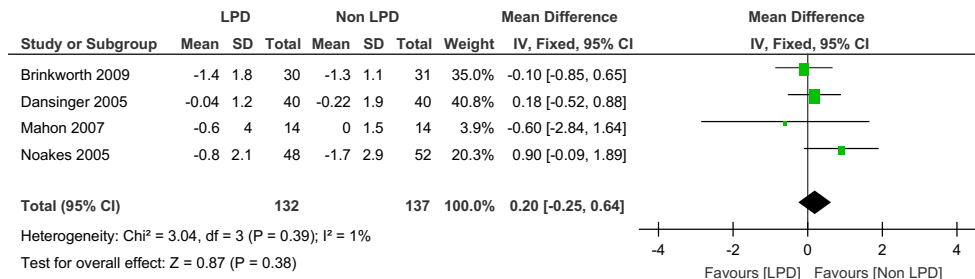 LPD Non LPD Mean Difference Mean Difference
Study or Subgroup Mean SD Total Mean SD Total Weight IV, Fixed, 95% CI IV, Fixed, 95% CI
Brinkworth 2009 -1.4 1.8 30 -1.3 1.1 31 35.0% -0.10 [-0.85, 0.65]
Dansinger 2005 -0.04 1.2 40 -0.22 1.9 40 40.8% 0.18 [-0.52, 0.88]
Mahon 2007 -0.6 4 14 0 1.5 14 3.9% -0.60 [-2.84, 1.64]
Noakes 2005 -0.8 2.1 48 -1.7 2.9 52 20.3% 0.90 [-0.09, 1.89]
Total (95% CI) 132 137 100.0% 0.20 [-0.25, 0.64]
Heterogeneity: Chi² = 3.04, df = 3 (P = 0.39); I² = 1%
Test for overall effect: Z = 0.87 (P = 0.38)
-4 -2 0 2 4
Favours [LPD] Favours [Non LPD]